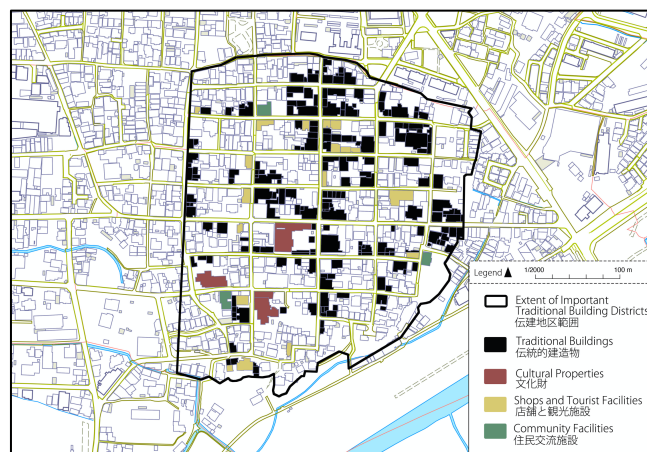 Legend 1/2000 100 m
Extent of Important
Traditional Building Districts
伝建地区範囲
Traditional Buildings
伝統的建造物
Cultural Properties
文化財
Shops and Tourist Facilities
店舗と観光施設
Community Facilities
住民交流施設